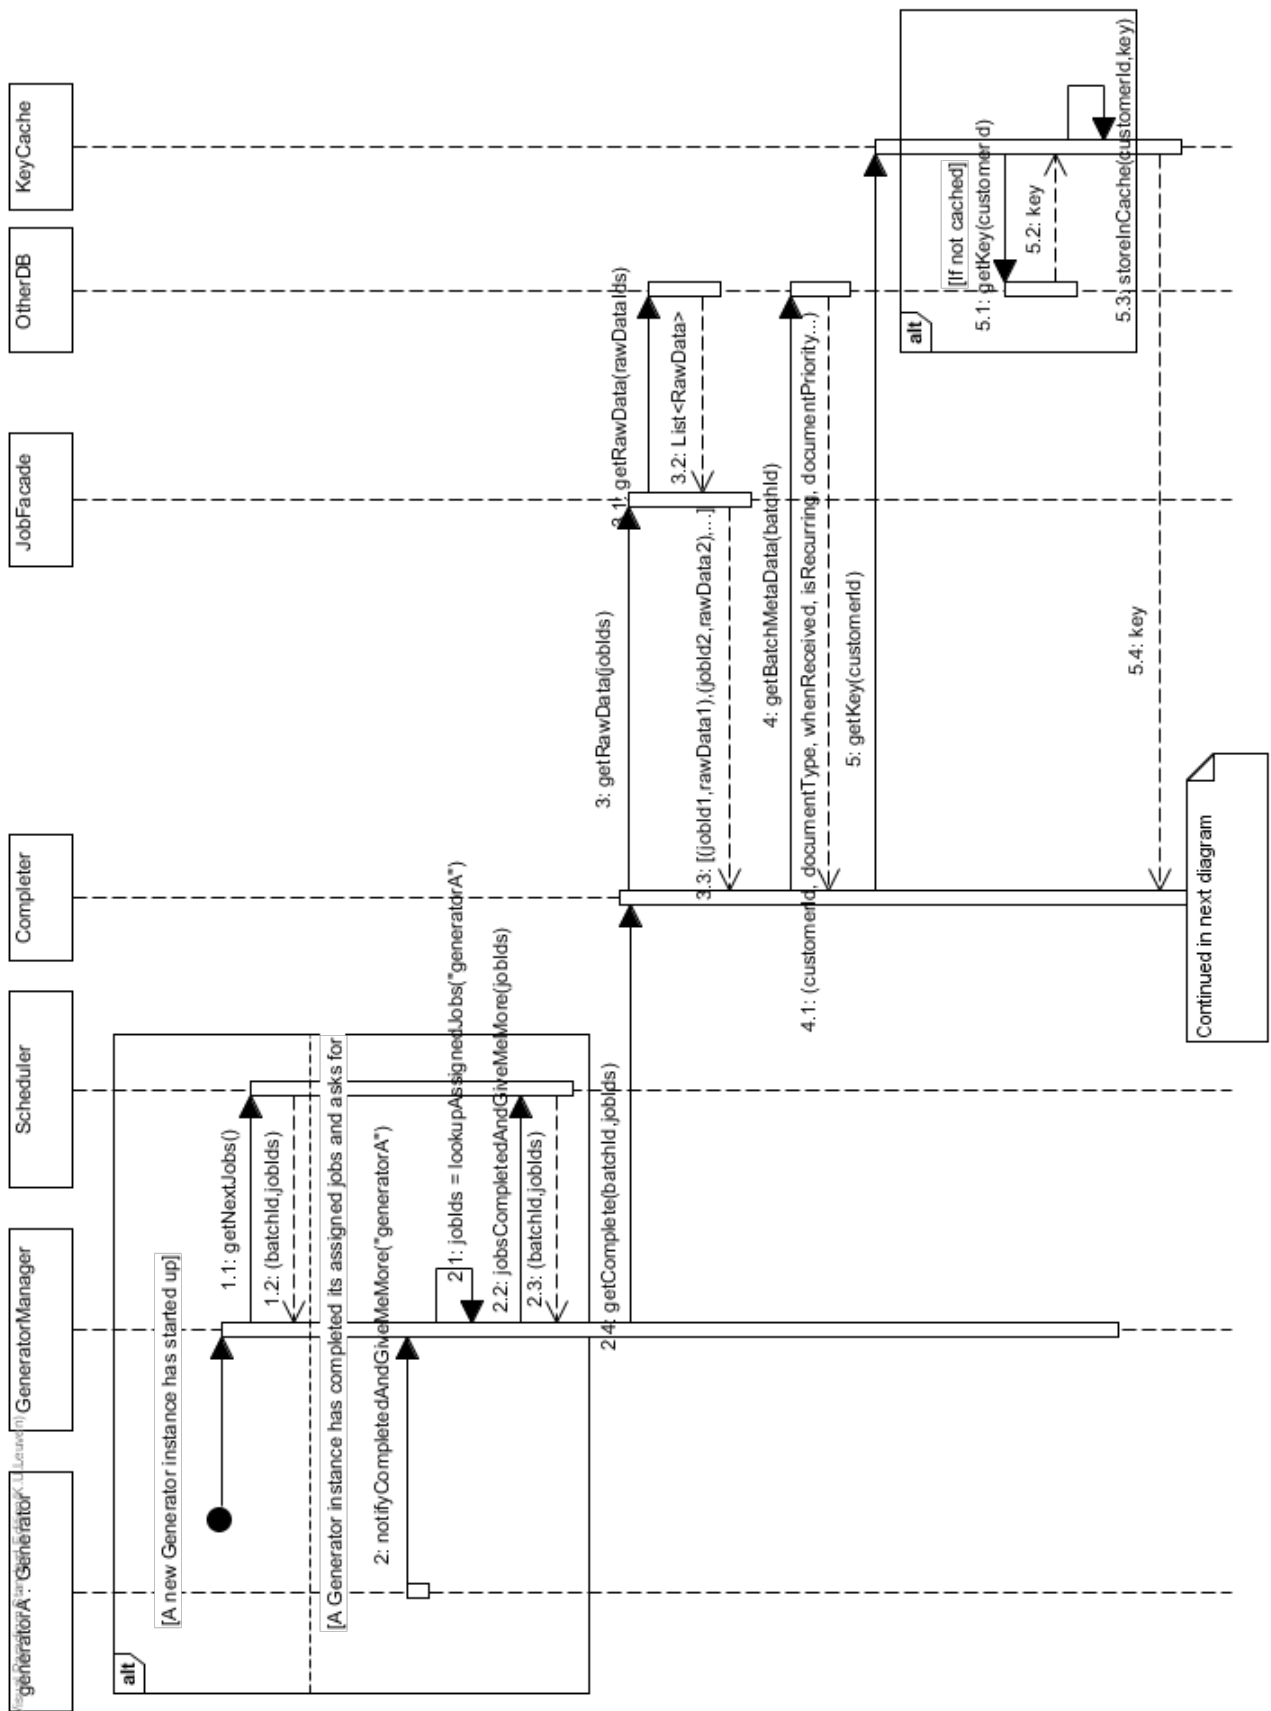 generatorA : Generator
GeneratorManager
Scheduler
Completer
JobFacade
OtherDB
KeyCache
alt
[A new Generator instance has started up]
1.1: getNextJobs()
1.2: (batchId,jobIds)
[A Generator instance has completed its assigned jobs and asks for
2: notifyCompletedAndGiveMeMore("generatorA")
2.1: jobIds = lookupAssignedJobs("generatorA")
2.2: jobsCompletedAndGiveMeMore(jobIds)
2.3: (batchId,jobIds)
2.4: getComplete(batchId,jobIds)
3: getRawData(jobIds)
3.1: getRawData(rawDataIds)
3.2: List<RawData>
3.3: [(jobId1,rawData1),(jobId2,rawData2),...]
4: getBatchMetaData(batchId)
4.1: (customerId, documentType, whenReceived, isRecurring, documentPriority...)
5: getKey(customerId)
alt
[If not cached]
5.1: getKey(customerId)
5.2: key
5.3: storeInCache(customerId,key)
5.4: key
Continued in next diagram